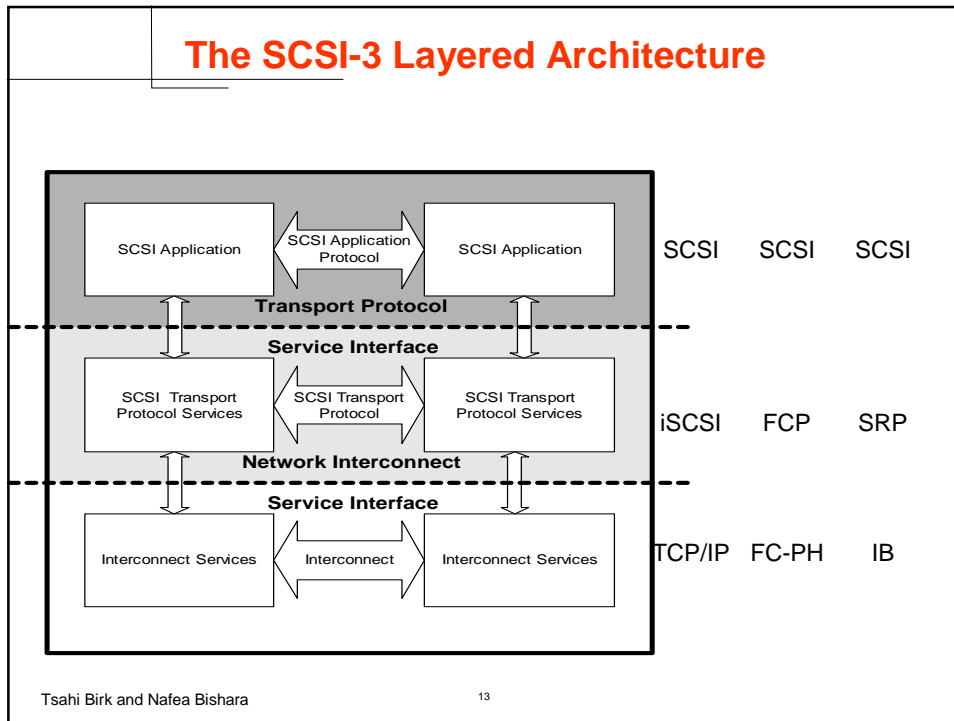 The SCSI-3 Layered Architecture
SCSI Application
SCSI Application
Protocol
SCSI Application
SCSI SCSI SCSI
Transport Protocol
Service Interface
SCSI Transport
Protocol Services
SCSI Transport
Protocol
SCSI Transport
Protocol Services
iSCSI FCP SRP
Network Interconnect
Service Interface
Interconnect Services
Interconnect
Interconnect Services
TCP/IP FC-PH IB
Tsahi Birk and Nafea Bishara
13